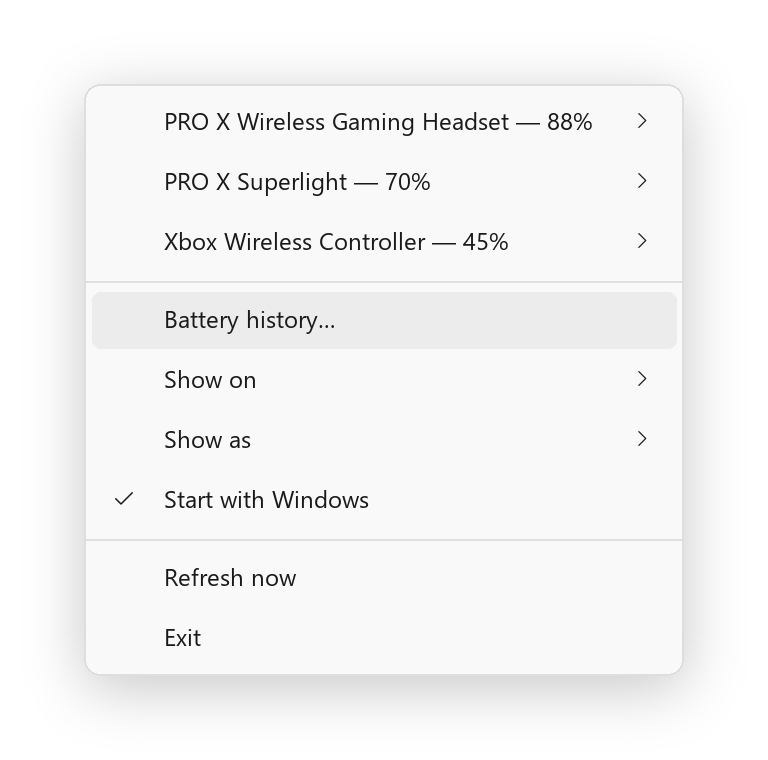 PRO X Wireless Gaming Headset — 88%
PRO X Superlight — 70%
Xbox Wireless Controller — 45%
Battery history...
Show on
Show as
Start with Windows
Refresh now
Exit